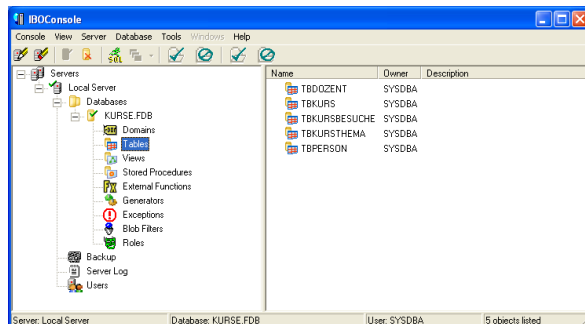 IBOConsole
Console View Server Database Tools Windows Help
SQL
Servers
Local Server
Databases
KURSE.FDB
Domains
Tables
Views
Stored Procedures
External Functions
Generators
Exceptions
Blob Filters
Roles
Backup
Server Log
Users
Name Owner Description
TBDOZENT SYSDBA
TBKURS SYSDBA
TBKURSBESUCHE SYSDBA
TBKURSTHEMA SYSDBA
TBPERSON SYSDBA
Server: Local Server Database: KURSE.FDB User: SYSDBA 5 objects listed